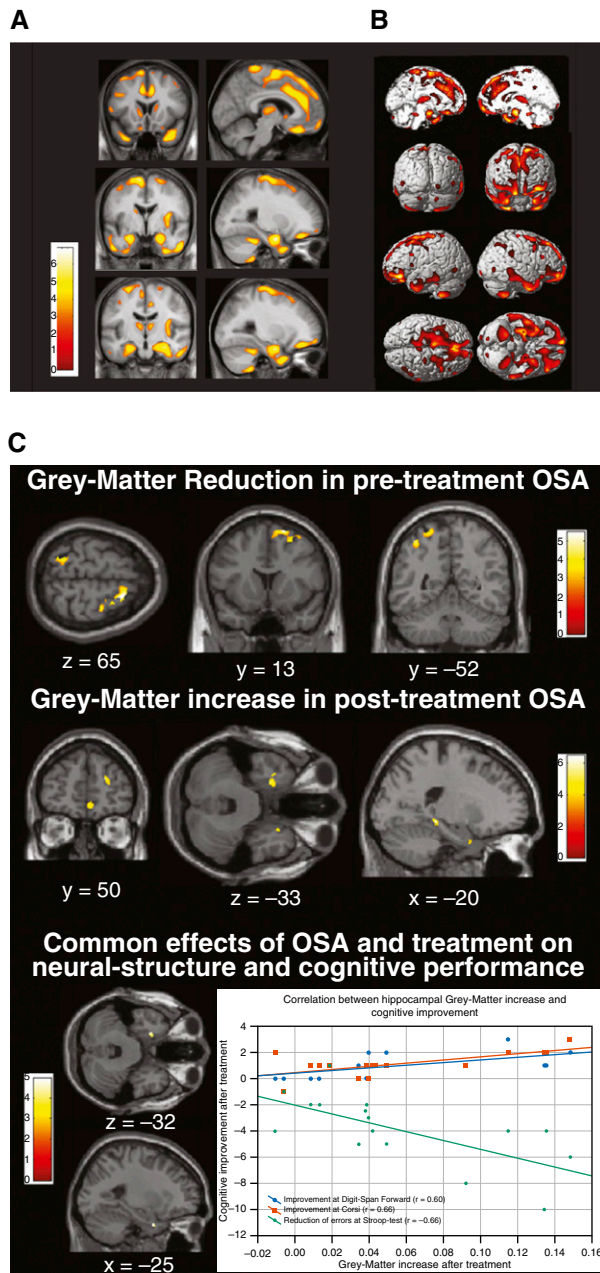 A
B
6
5
4
3
2
1
0
C
Grey-Matter Reduction in pre-treatment OSA
5
4
3
2
1
0
z = 65
y = 13
y = –52
Grey-Matter increase in post-treatment OSA
6
4
2
0
y = 50
z = –33
x = –20
Common effects of OSA and treatment on
neural-structure and cognitive performance
5
4
3
2
1
0
z = –32
x = –25
Correlation between hippocampal Grey-Matter increase and
cognitive improvement
Cognitive improvement after treatment
4
2
0
−2
−4
−6
−8
−10
−12
Improvement at Digit-Span Forward (r = 0.60)
Improvement at Corsi (r = 0.66)
Reduction of errors at Stroop-test (r = −0.66)
−0.02 0.00 0.02 0.04 0.06 0.08 0.10 0.12 0.14 0.16
Grey-Matter increase after treatment